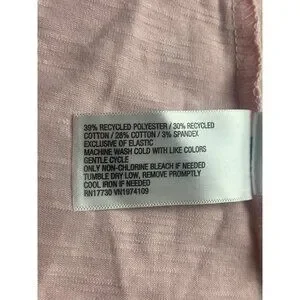 39% RECYCLED POLYESTER / 30% RECYCLED
COTTON / 28% COTTON / 3% SPANDEX
EXCLUSIVE OF ELASTIC
MACHINE WASH COLD WITH LIKE COLORS
GENTLE CYCLE
ONLY NON-CHLORINE BLEACH IF NEEDED
TUMBLE DRY LOW, REMOVE PROMPTLY
COOL IRON IF NEEDED
RN17730 VN1974109